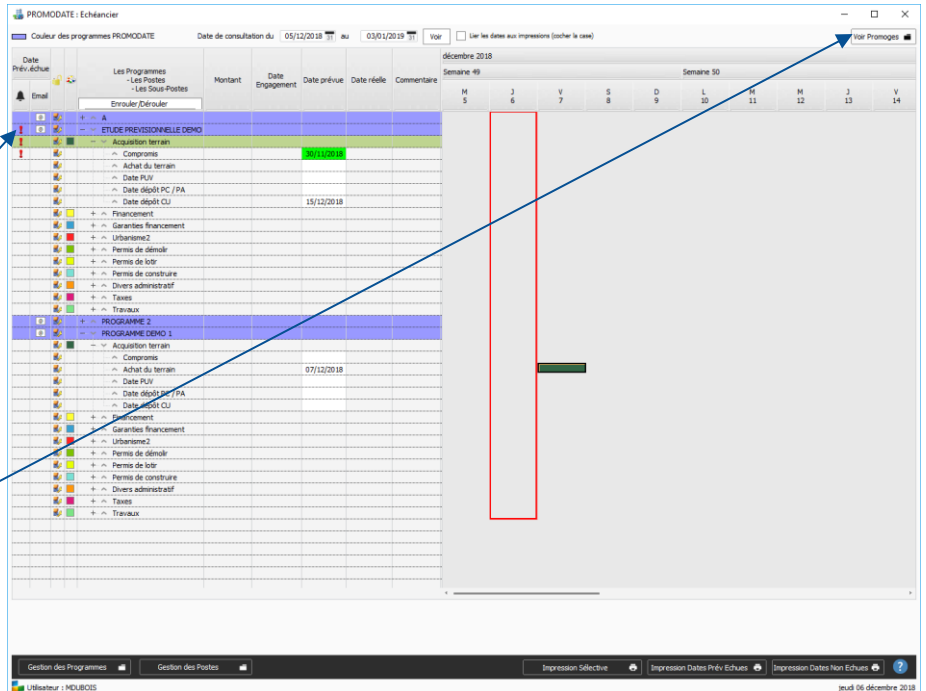 PROMODATE : Echéancier
Couleur des programmes PROMODATE Date de consultation du 05/12/2018 31 au 03/01/2019 31 Voir Lier les dates aux impressions (cocher la case) Voir Promoges
Date
Prév.échue
Email
Les Programmes
- Les Postes
- Les Sous-Postes
Enrouler/Dérouler
Montant
Date
Engagement
Date prévue
Date réelle
Commentaire
décembre 2018
Semaine 49 Semaine 50
M J V S D L M M J V
5 6 7 8 9 10 11 12 13 14
+ A
- ETUDE PREVISIONNELLE DEMO
- Acquisition terrain
Compromis 30/11/2018
Achat du terrain
Date PUV
Date dépôt PC / PA
Date dépôt CU 15/12/2018
+ Financement
+ Garanties financement
+ Urbanisme2
+ Permis de démolir
+ Permis de lotir
+ Permis de construire
+ Divers administratif
+ Taxes
+ Travaux
+ PROGRAMME 2
- PROGRAMME DEMO 1
- Acquisition terrain
Compromis
Achat du terrain 07/12/2018
Date PUV
Date dépôt PC / PA
Date dépôt CU
+ Financement
+ Garanties financement
+ Urbanisme2
+ Permis de démolir
+ Permis de lotir
+ Permis de construire
+ Divers administratif
+ Taxes
+ Travaux
Gestion des Programmes Gestion des Postes Impression Sélective Impression Dates Prév Echues Impression Dates Non Echues ?
Utilisateur : MDUBOIS jeudi 06 décembre 2018